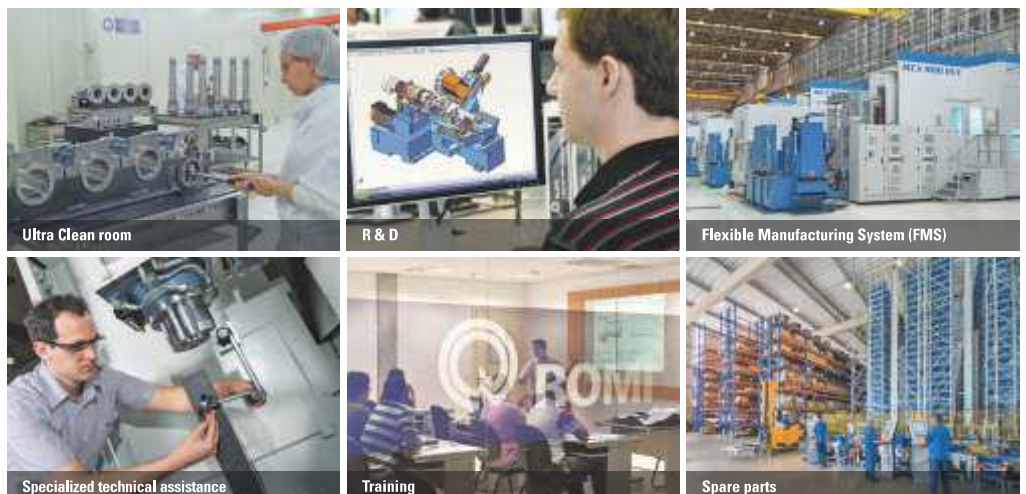 Ultra Clean room
R & D
Flexible Manufacturing System (FMS)
Specialized technical assistance
ROMI
Training
Spare parts